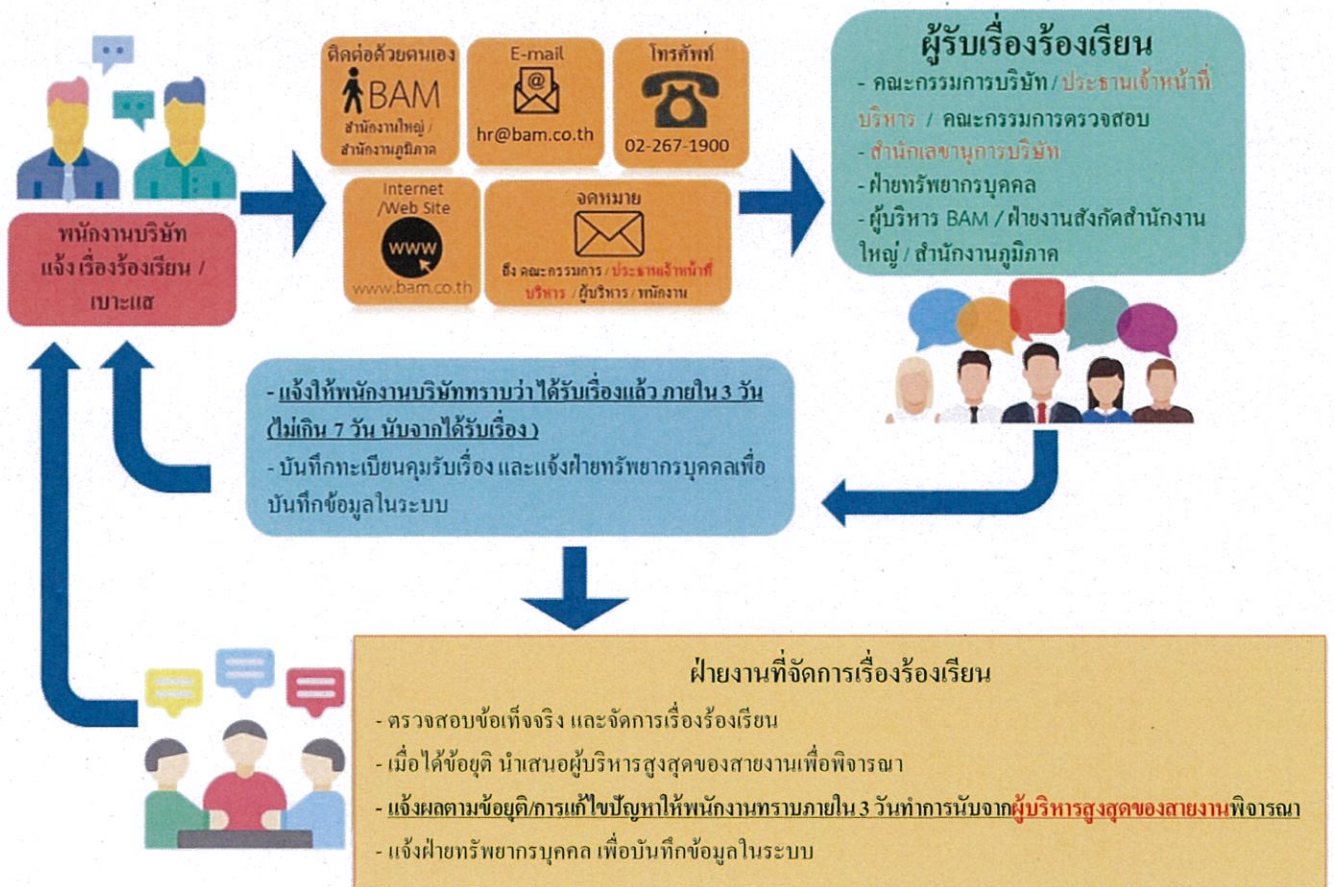 ติดต่อด้วยตนเอง
BAM
สำนักงานใหญ่ /
สำนักงานภูมิภาค
E-mail
@
hr@bam.co.th
โทรศัพท์
02-267-1900
Internet
/Web Site
www
www.bam.co.th
จดหมาย
ถึง คณะกรรมการ / ประธานเจ้าหน้าที่
บริหาร / ผู้บริหาร / พนักงาน
ผู้รับเรื่องร้องเรียน
- คณะกรรมการบริษัท / ประธานเจ้าหน้าที่
บริหาร / คณะกรรมการตรวจสอบ
- สำนักเลขานุการบริษัท
- ฝ่ายทรัพยากรบุคคล
- ผู้บริหาร BAM / ฝ่ายงานสังกัดสำนักงาน
ใหญ่ / สำนักงานภูมิภาค
พนักงานบริษัท
แจ้ง เรื่องร้องเรียน /
เบาะแส
- แจ้งให้พนักงานบริษัททราบว่า ได้รับเรื่องแล้ว ภายใน 3 วัน
(ไม่เกิน 7 วัน นับจากได้รับเรื่อง )
- บันทึกทะเบียนคุมรับเรื่อง และแจ้งฝ่ายทรัพยากรบุคคลเพื่อ
บันทึกข้อมูลในระบบ
ฝ่ายงานที่จัดการเรื่องร้องเรียน
- ตรวจสอบข้อเท็จจริง และจัดการเรื่องร้องเรียน
- เมื่อได้ข้อยุติ นำเสนอผู้บริหารสูงสุดของสายงานเพื่อพิจารณา
- แจ้งผลตามข้อยุติ/การแก้ไขปัญหาให้พนักงานทราบภายใน 3 วันทำการนับจากผู้บริหารสูงสุดของสายงานพิจารณา
- แจ้งฝ่ายทรัพยากรบุคคล เพื่อบันทึกข้อมูลในระบบ